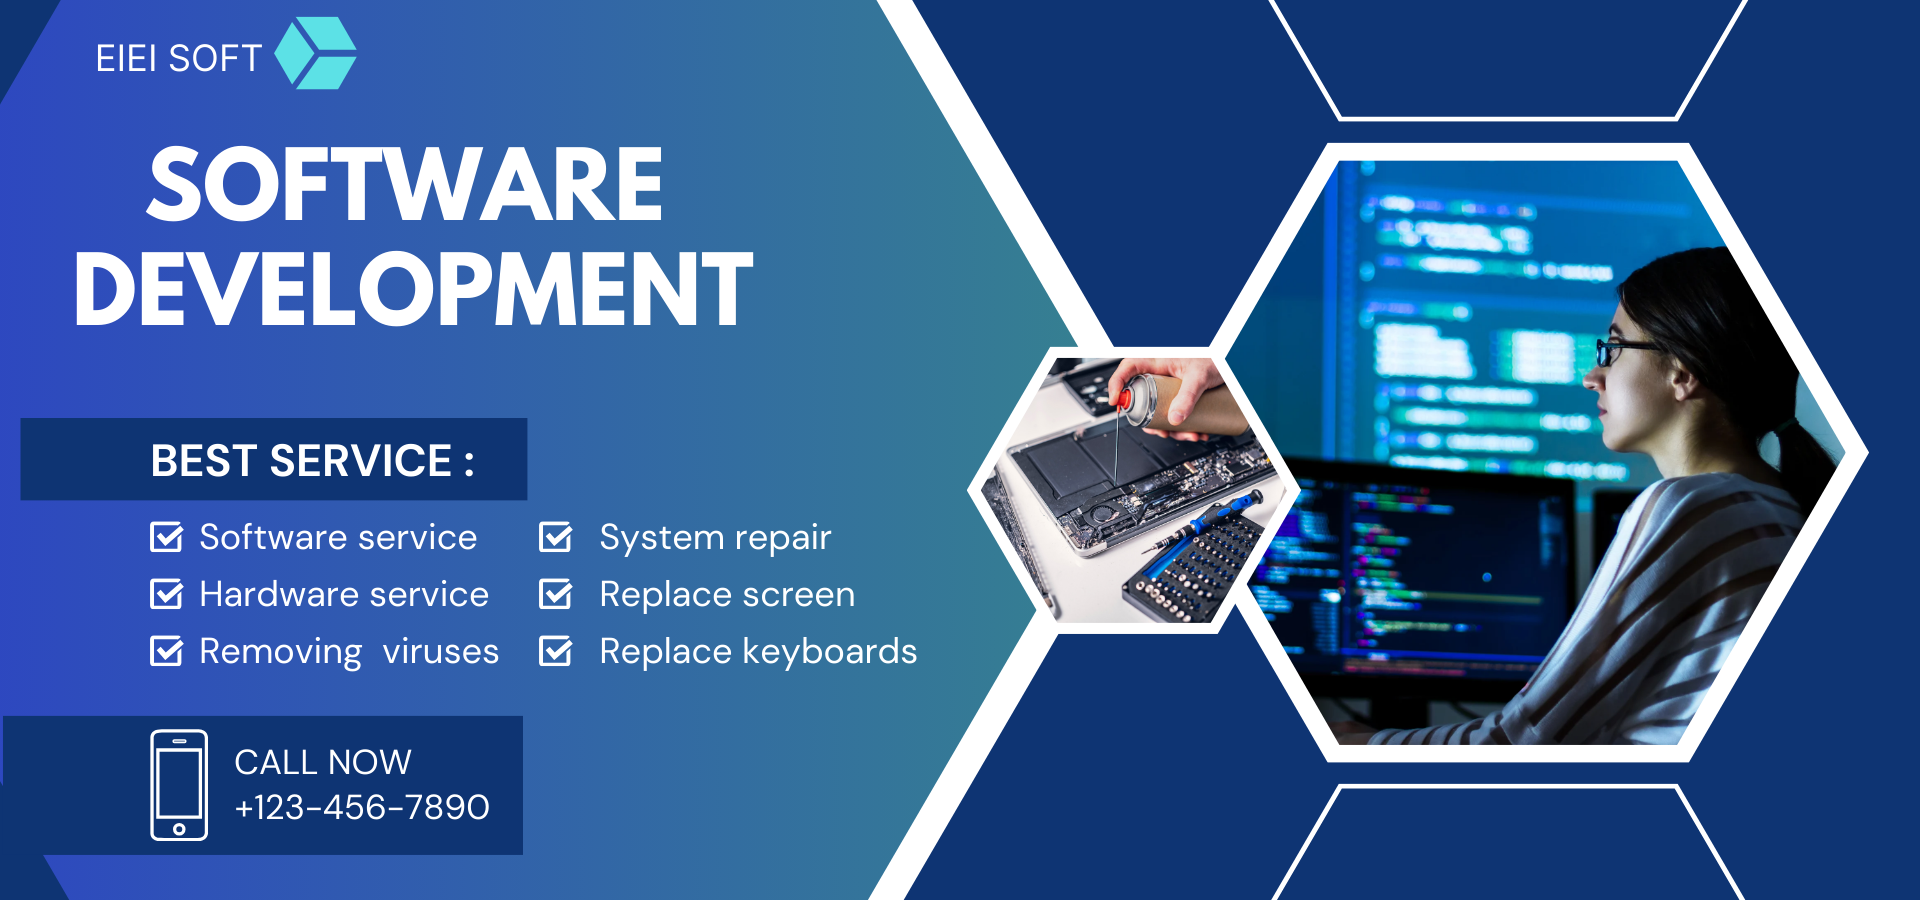 EIEI SOFT
SOFTWARE
DEVELOPMENT
BEST SERVICE :
Software service
Hardware service
Removing  viruses
System repair
Replace screen
Replace keyboards
CALL NOW
+123-456-7890